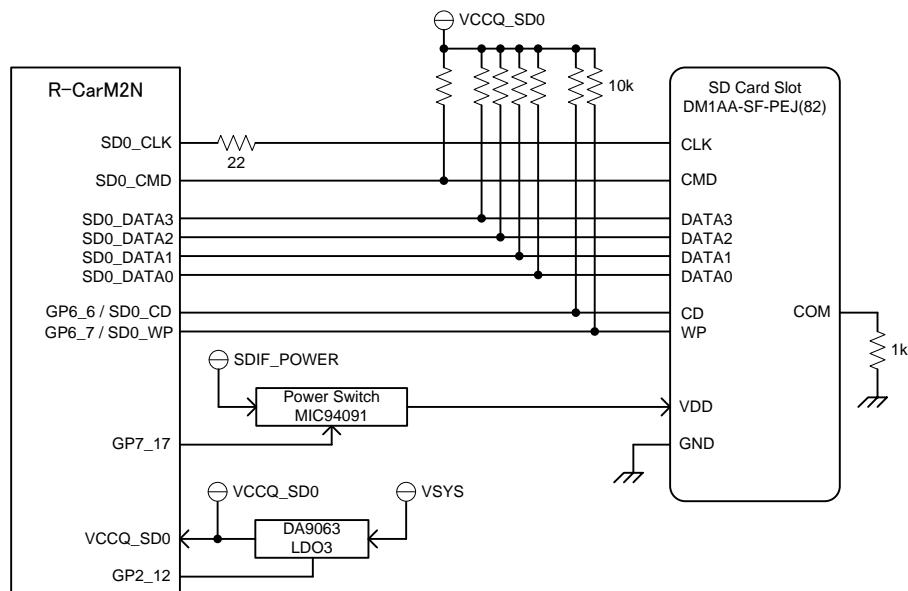 VCCQ_SD0
R-CarM2N
10k
SD Card Slot
DM1AA-SF-PEJ(82)
SD0_CLK
22
CLK
SD0_CMD
CMD
SD0_DATA3
DATA3
SD0_DATA2
DATA2
SD0_DATA1
DATA1
SD0_DATA0
DATA0
GP6_6 / SD0_CD
CD
COM
GP6_7 / SD0_WP
WP
1k
SDIF_POWER
Power Switch
MIC94091
VDD
GP7_17
GND
VCCQ_SD0
VSYS
VCCQ_SD0
DA9063
LDO3
GP2_12